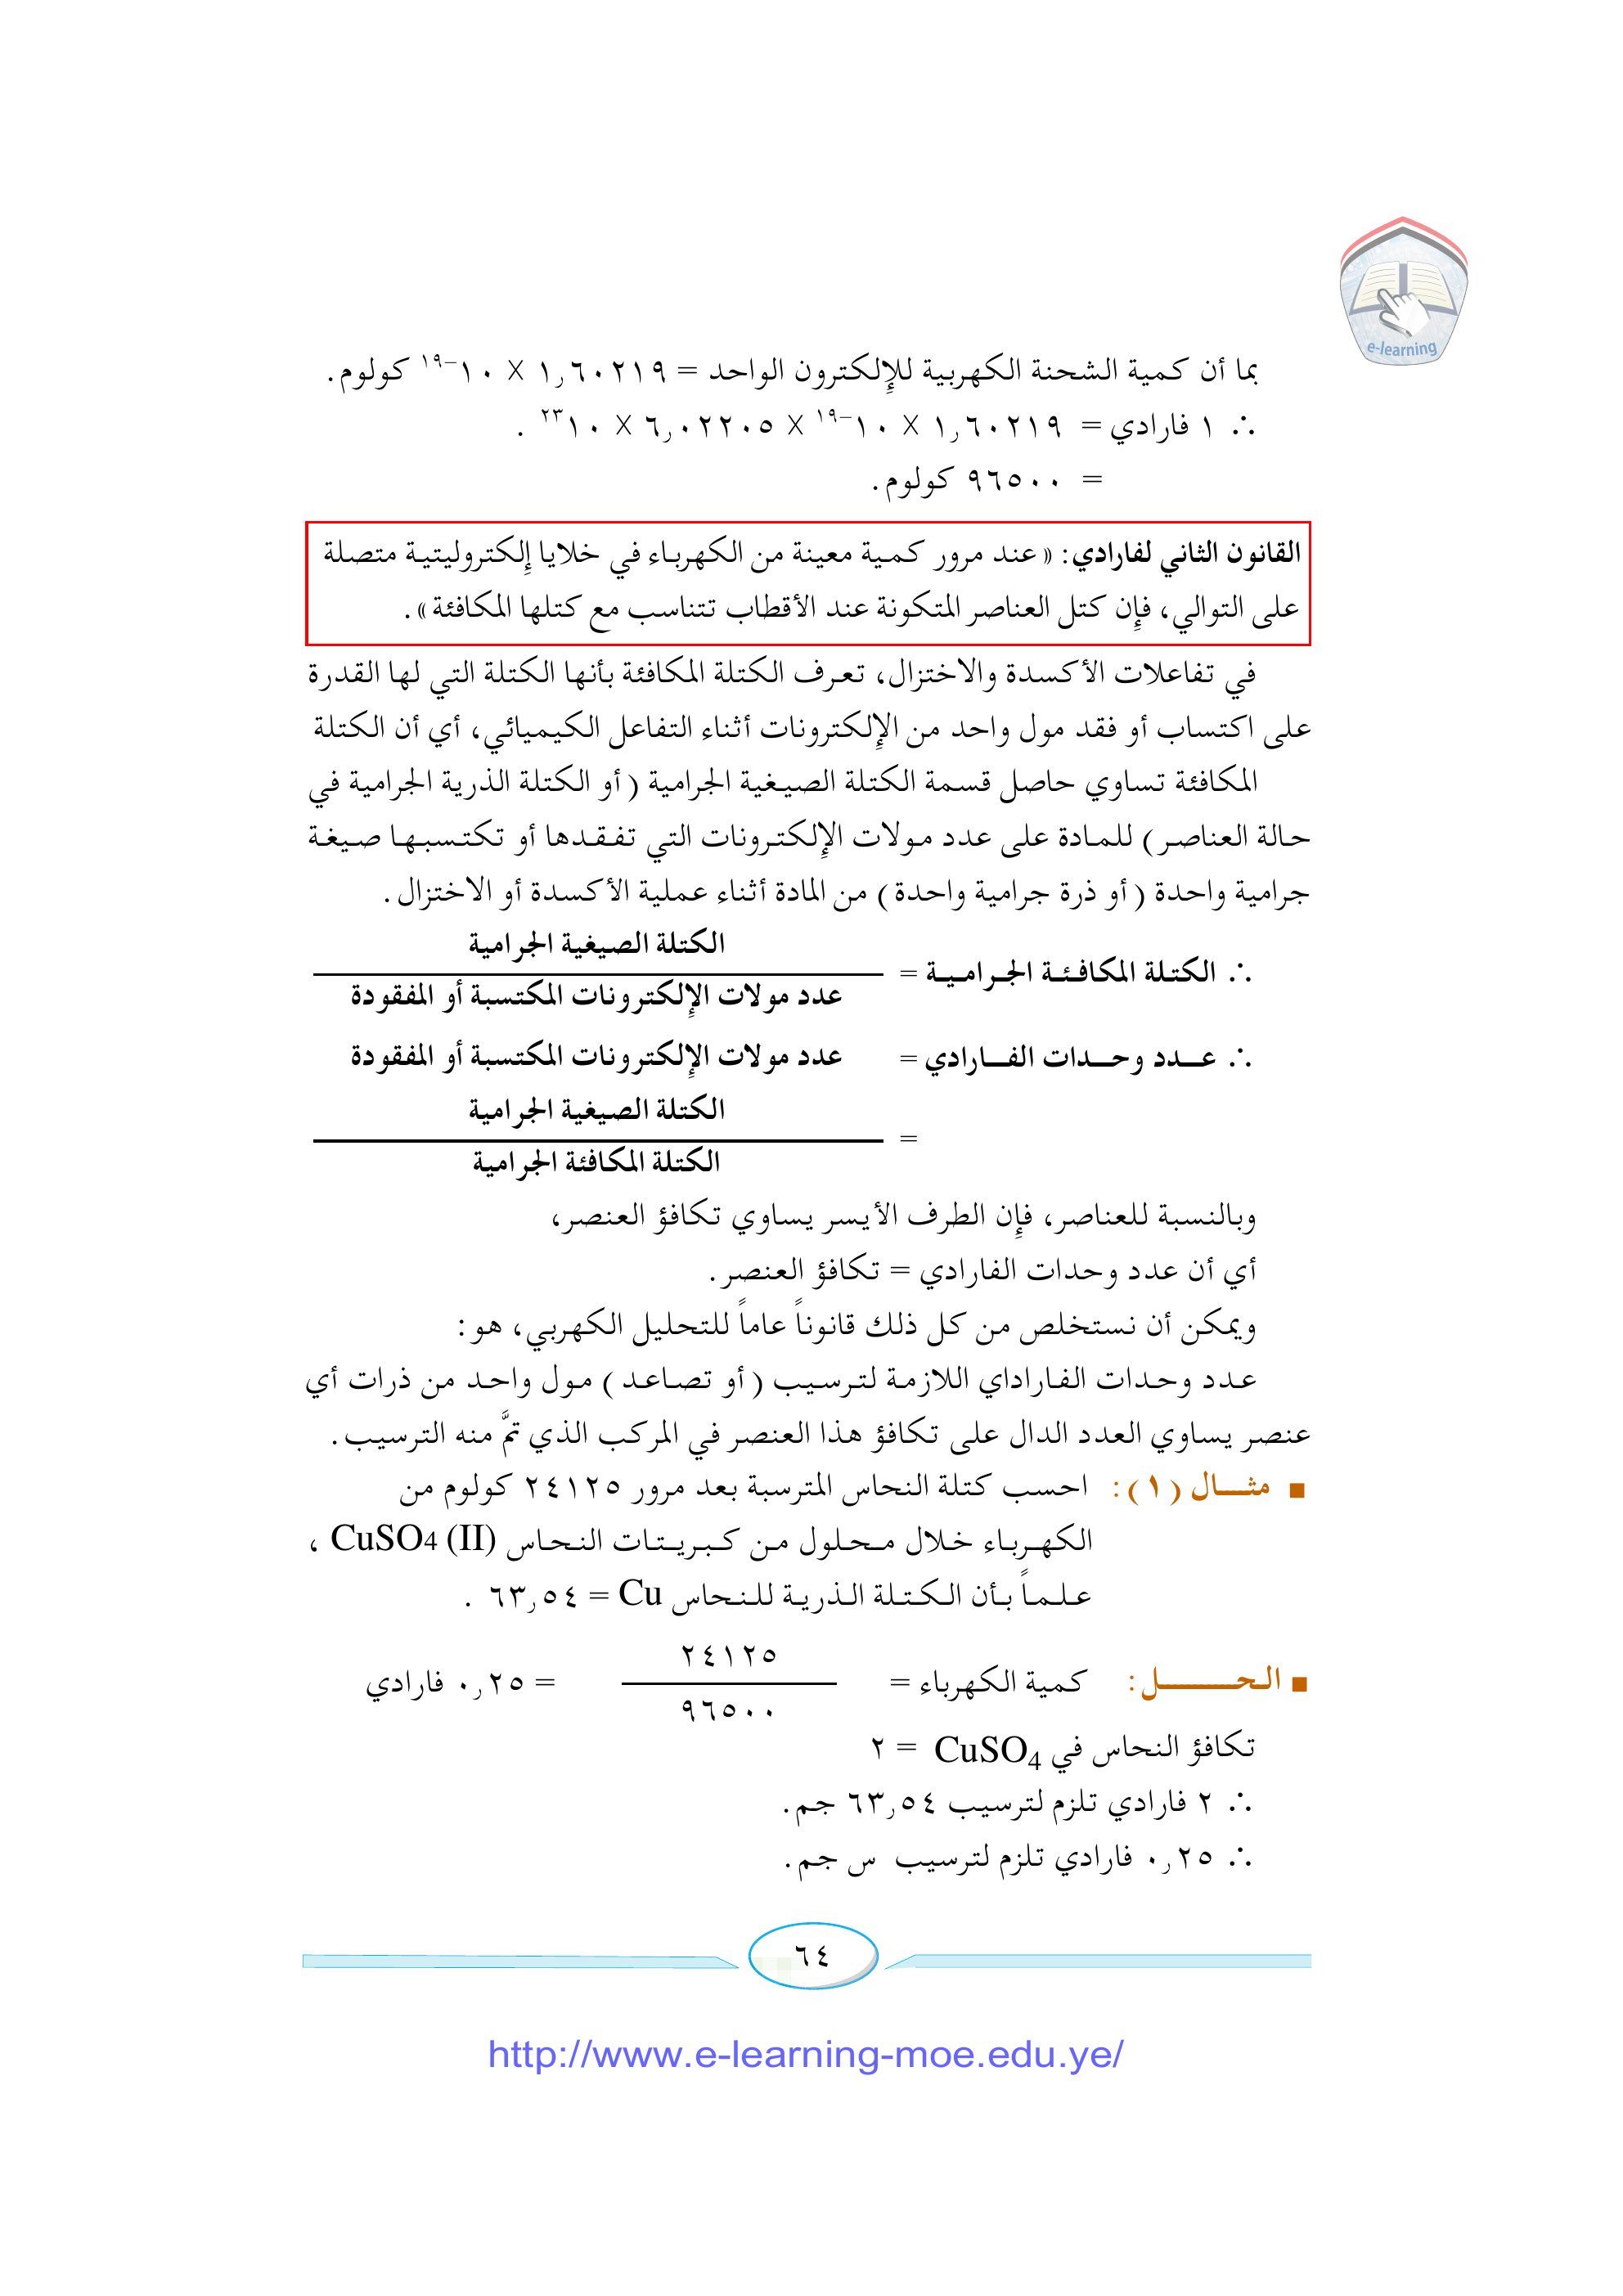 e-learning
بما أن كمية الشحنة الكهربية للإلكترون الواحد = ١,٦٠٢١٩ × ١٠⁻¹⁹ كولوم.
∴ ١ فارادي = ١,٦٠٢١٩ × ١٠⁻¹⁹ × ٦,٠٢٢٠٥ × ١٠²³ .
= ٩٦٥٠٠ كولوم.
القانون الثاني لفارادي: «عند مرور كمية معينة من الكهرباء في خلايا إلكتروليتية متصلة
على التوالي، فإن كتل العناصر المتكونة عند الأقطاب تتناسب مع كتلها المكافئة».
في تفاعلات الأكسدة والاختزال، تعرف الكتلة المكافئة بأنها الكتلة التي لها القدرة
على اكتساب أو فقد مول واحد من الإلكترونات أثناء التفاعل الكيميائي، أي أن الكتلة
المكافئة تساوي حاصل قسمة الكتلة الصيغية الجرامية (أو الكتلة الذرية الجرامية في
حالة العناصر) للمادة على عدد مولات الإلكترونات التي تفقدها أو تكتسبها صيغة
جرامية واحدة (أو ذرة جرامية واحدة) من المادة أثناء عملية الأكسدة أو الاختزال.
الكتلة الصيغية الجرامية
∴ الكتلة المكافئة الجرامية =
عدد مولات الإلكترونات المكتسبة أو المفقودة
∴ عدد وحدات الفارادي = عدد مولات الإلكترونات المكتسبة أو المفقودة
الكتلة الصيغية الجرامية
=
الكتلة المكافئة الجرامية
وبالنسبة للعناصر، فإن الطرف الأيسر يساوي تكافؤ العنصر،
أي أن عدد وحدات الفارادي = تكافؤ العنصر.
ويمكن أن نستخلص من كل ذلك قانوناً عاماً للتحليل الكهربي، هو:
عدد وحدات الفاراداي اللازمة لترسيب (أو تصاعد) مول واحد من ذرات أي
عنصر يساوي العدد الدال على تكافؤ هذا العنصر في المركب الذي تمَّ منه الترسيب.
■ مثال (١): احسب كتلة النحاس المترسبة بعد مرور ٢٤١٢٥ كولوم من
الكهرباء خلال محلول من كبريتات النحاس CuSO4 (II) ،
علماً بأن الكتلة الذرية للنحاس Cu = ٦٣,٥٤ .
٢٤١٢٥
■ الحل: كمية الكهرباء = = ٠,٢٥ فارادي
٩٦٥٠٠
تكافؤ النحاس في CuSO₄ = ٢
∴ ٢ فارادي تلزم لترسيب ٦٣,٥٤ جم.
∴ ٠,٢٥ فارادي تلزم لترسيب س جم.
٦٤
http://www.e-learning-moe.edu.ye/